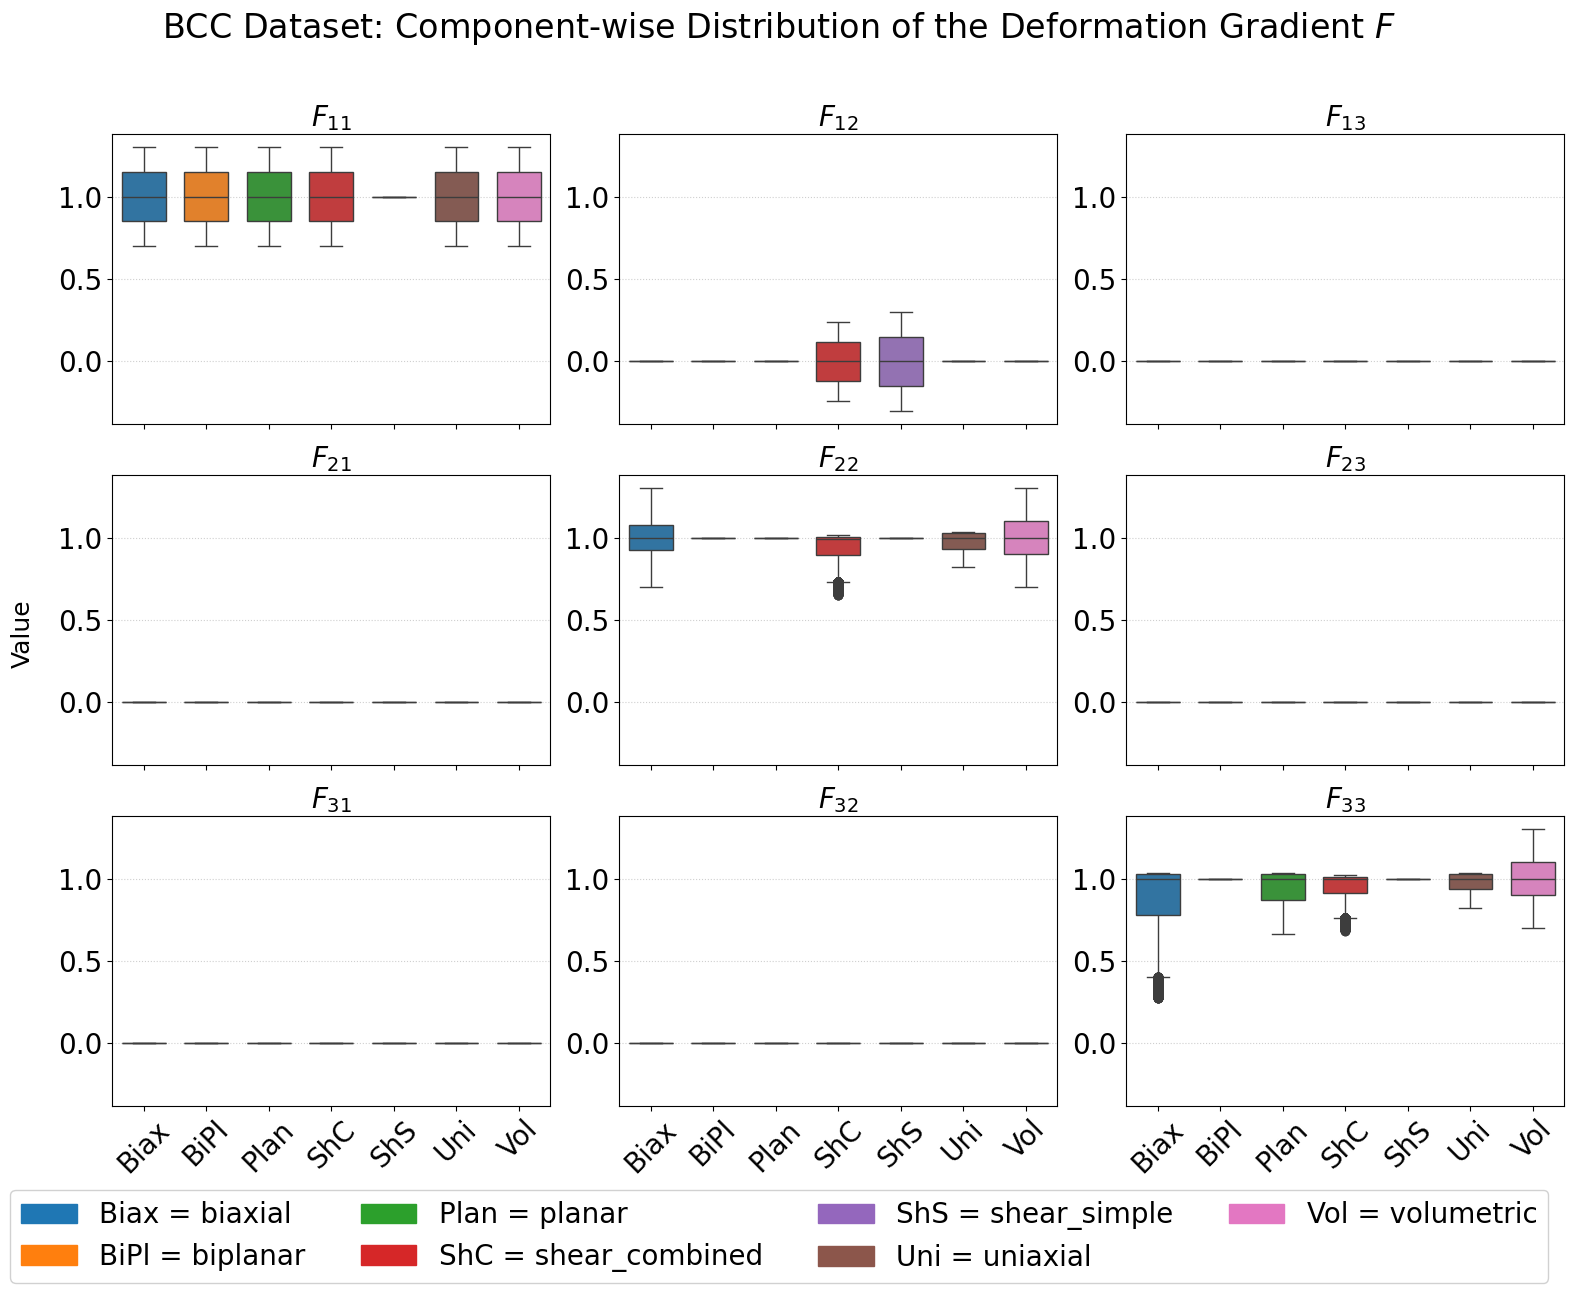 BCC Dataset: Component-wise Distribution of the Deformation Gradient F
F11 F12 F13
1.0 1.0 1.0
0.5 0.5 0.5
0.0 0.0 0.0
F21 F22 F23
1.0 1.0 1.0
0.5 0.5 0.5
0.0 0.0 0.0
Value
F31 F32 F33
1.0 1.0 1.0
0.5 0.5 0.5
0.0 0.0 0.0
Biax BiPl Plan ShC ShS Uni Vol Biax BiPl Plan ShC ShS Uni Vol Biax BiPl Plan ShC ShS Uni Vol
Biax = biaxial Plan = planar ShS = shear_simple Vol = volumetric
BiPl = biplanar ShC = shear_combined Uni = uniaxial